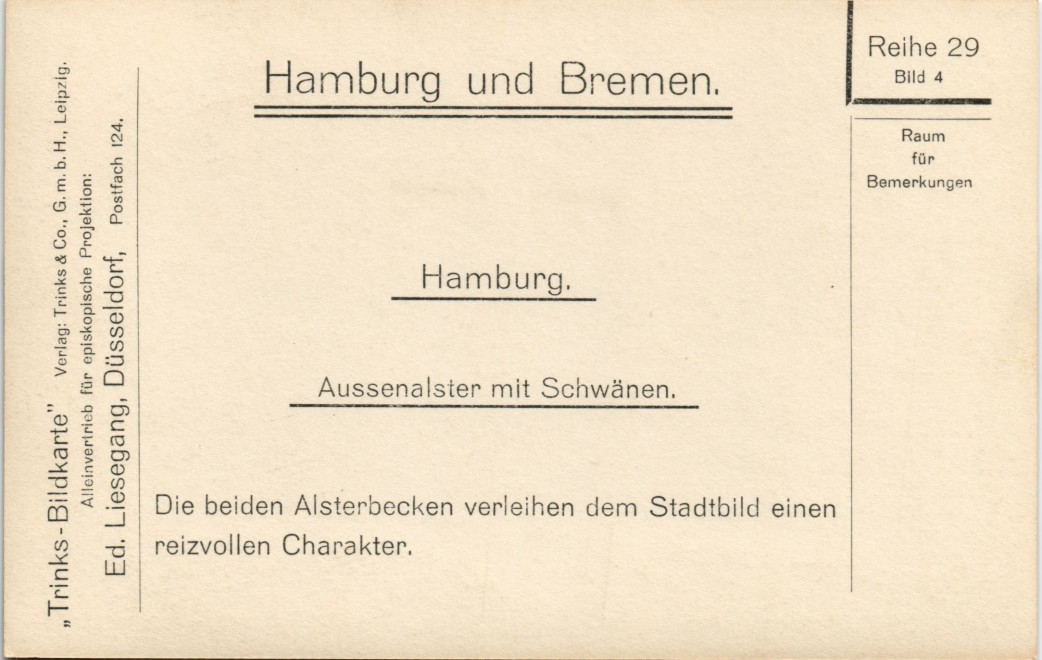 Hamburg und Bremen.
Reihe 29
Bild 4
Raum
für
Bemerkungen
Hamburg.
Aussenalster mit Schwänen.
Die beiden Alsterbecken verleihen dem Stadtbild einen
reizvollen Charakter.
„Trinks-Bildkarte” Verlag: Trinks & Co., G. m. b. H., Leipzig.
Alleinvertrieb für episkopische Projektion:
Ed. Liesegang, Düsseldorf, Postfach 124.